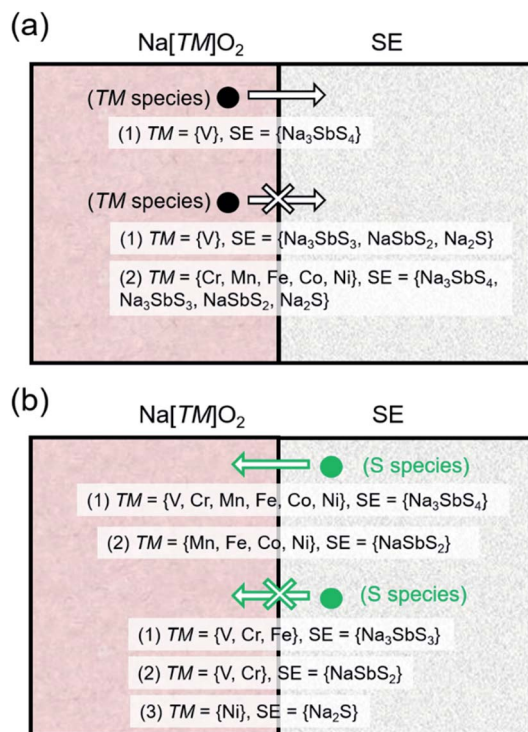 (a)
Na[TM]O₂ SE
(TM species)
(1) TM = {V}, SE = {Na₃SbS₄}
(TM species)
(1) TM = {V}, SE = {Na₃SbS₃, NaSbS₂, Na₂S}
(2) TM = {Cr, Mn, Fe, Co, Ni}, SE = {Na₃SbS₄,
Na₃SbS₃, NaSbS₂, Na₂S}
(b)
Na[TM]O₂ SE
(S species)
(1) TM = {V, Cr, Mn, Fe, Co, Ni}, SE = {Na₃SbS₄}
(2) TM = {Mn, Fe, Co, Ni}, SE = {NaSbS₂}
(S species)
(1) TM = {V, Cr, Fe}, SE = {Na₃SbS₃}
(2) TM = {V, Cr}, SE = {NaSbS₂}
(3) TM = {Ni}, SE = {Na₂S}